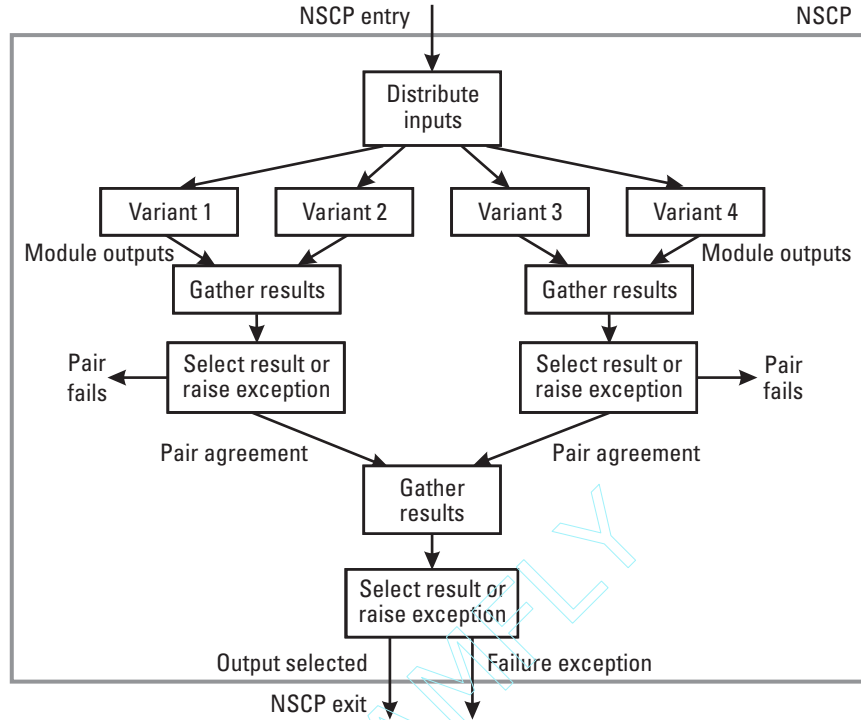 NSCP entry
NSCP
Distribute
inputs
Variant 1
Variant 2
Variant 3
Variant 4
Module outputs
Module outputs
Gather results
Gather results
Pair
fails
Select result or
raise exception
Select result or
raise exception
Pair
fails
Pair agreement
Pair agreement
Gather
results
Select result or
raise exception
Output selected
Failure exception
NSCP exit
AMFLY